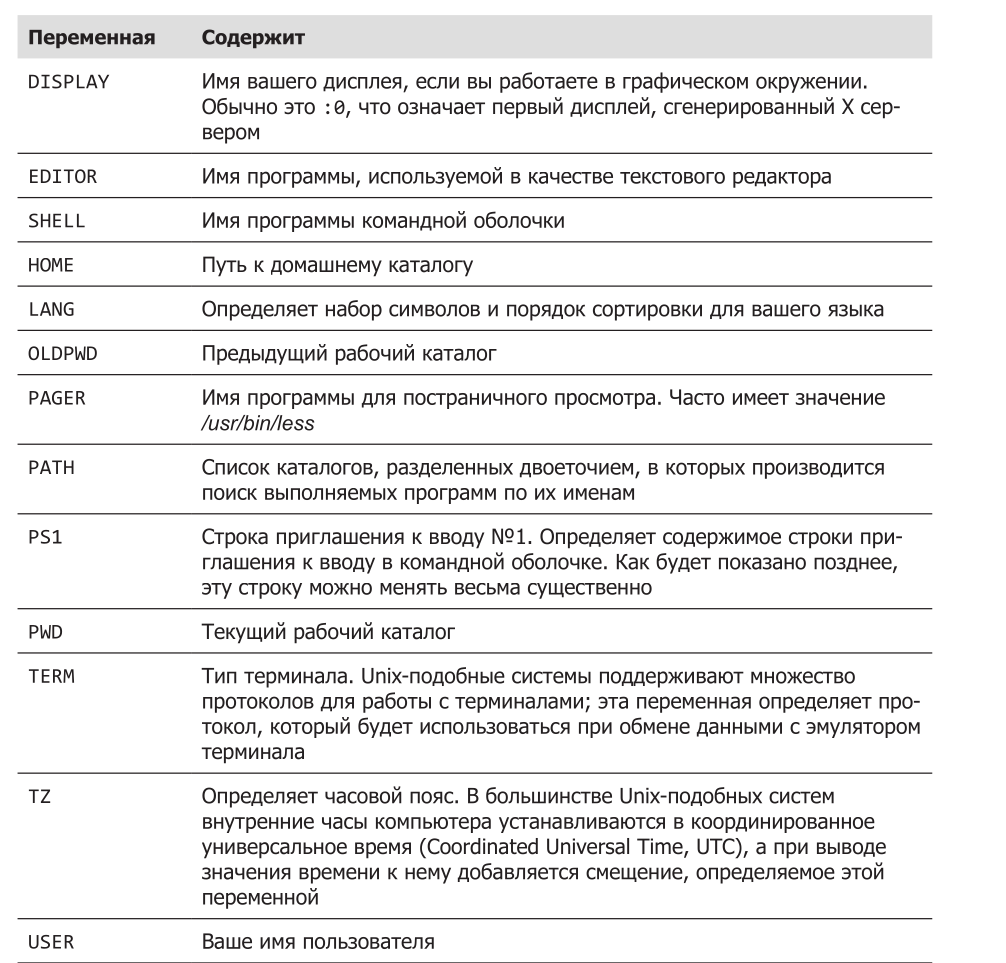 Переменная Содержит
DISPLAY Имя вашего дисплея, если вы работаете в графическом окружении.
Обычно это :0, что означает первый дисплей, сгенерированный X сер-
вером
EDITOR Имя программы, используемой в качестве текстового редактора
SHELL Имя программы командной оболочки
HOME Путь к домашнему каталогу
LANG Определяет набор символов и порядок сортировки для вашего языка
OLDPWD Предыдущий рабочий каталог
PAGER Имя программы для постраничного просмотра. Часто имеет значение
/usr/bin/less
PATH Список каталогов, разделенных двоеточием, в которых производится
поиск выполняемых программ по их именам
PS1 Строка приглашения к вводу №1. Определяет содержимое строки при-
глашения к вводу в командной оболочке. Как будет показано позднее,
эту строку можно менять весьма существенно
PWD Текущий рабочий каталог
TERM Тип терминала. Unix-подобные системы поддерживают множество
протоколов для работы с терминалами; эта переменная определяет про-
токол, который будет использоваться при обмене данными с эмулятором
терминала
TZ Определяет часовой пояс. В большинстве Unix-подобных систем
внутренние часы компьютера устанавливаются в координированное
универсальное время (Coordinated Universal Time, UTC), а при выводе
значения времени к нему добавляется смещение, определяемое этой
переменной
USER Ваше имя пользователя